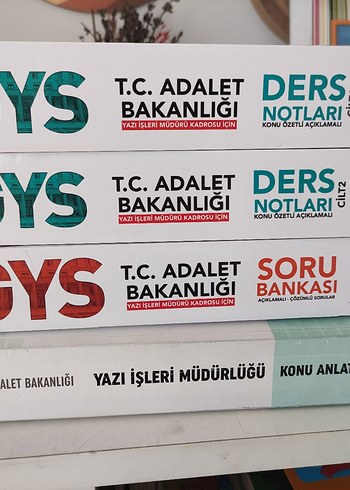 GYS
T.C. ADALET
BAKANLIĞI
YAZI İŞLERİ MÜDÜRÜ KADROSU İÇİN
DERS
NOTLARI
KONU ÖZETLİ AÇIKLAMALI
GYS
T.C. ADALET
BAKANLIĞI
YAZI İŞLERİ MÜDÜRÜ KADROSU İÇİN
DERS
NOTLARI
KONU ÖZETLİ AÇIKLAMALI
CİLT2
GYS
T.C. ADALET
BAKANLIĞI
YAZI İŞLERİ MÜDÜRÜ KADROSU İÇİN
SORU
BANKASI
AÇIKLAMALI - ÇÖZÜMLÜ SORULAR
ALET BAKANLIĞI YAZI İŞLERİ MÜDÜRLÜĞÜ KONU ANLAT